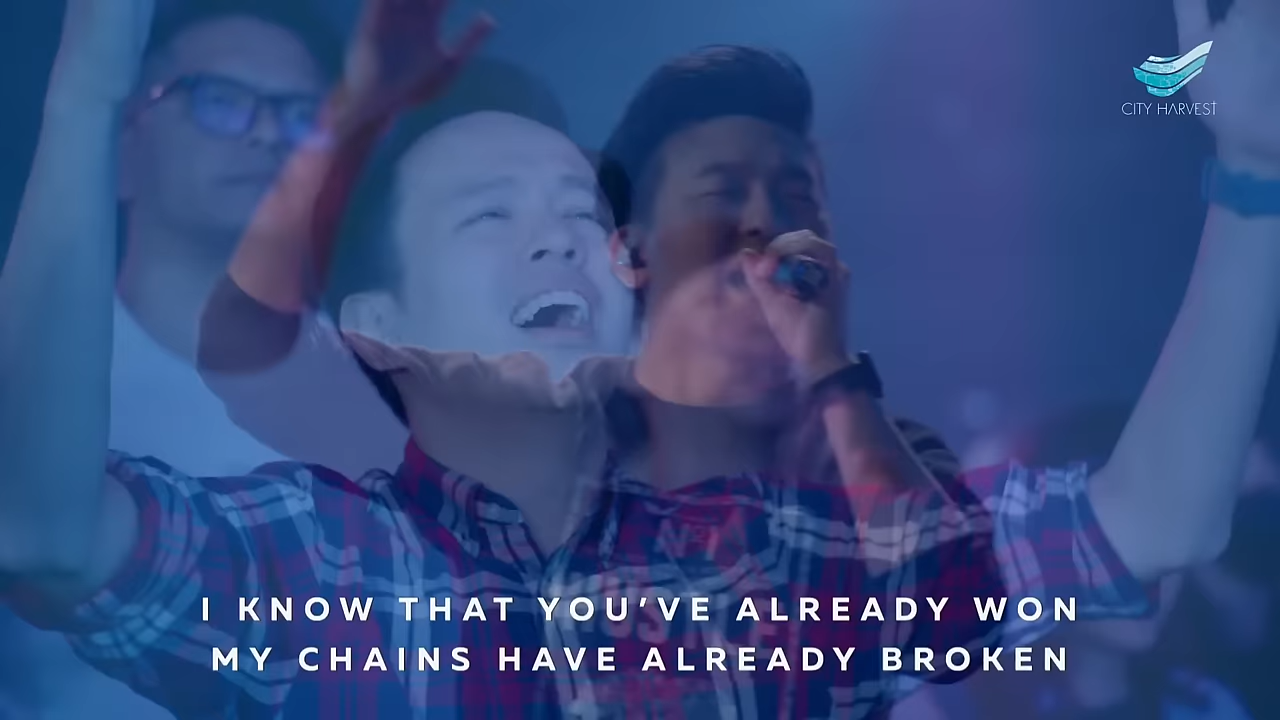 CITY HARVEST
I KNOW THAT YOU'VE ALREADY WON
MY CHAINS HAVE ALREADY BROKEN